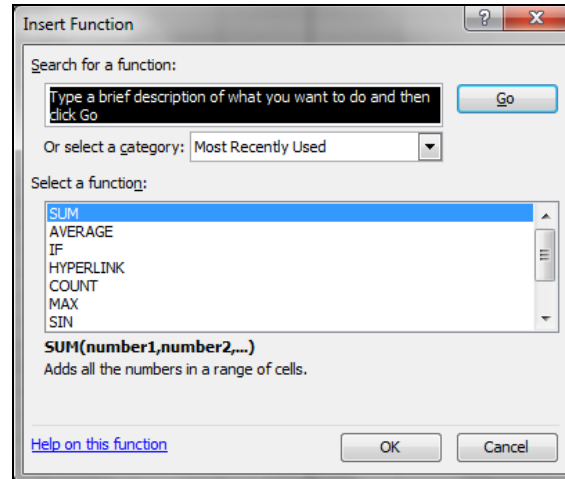 Insert Function
Search for a function:
Type a brief description of what you want to do and then
click Go
Go
Or select a category: Most Recently Used
Select a function:
SUM
AVERAGE
IF
HYPERLINK
COUNT
MAX
SIN
SUM(number1,number2,...)
Adds all the numbers in a range of cells.
Help on this function
OK
Cancel